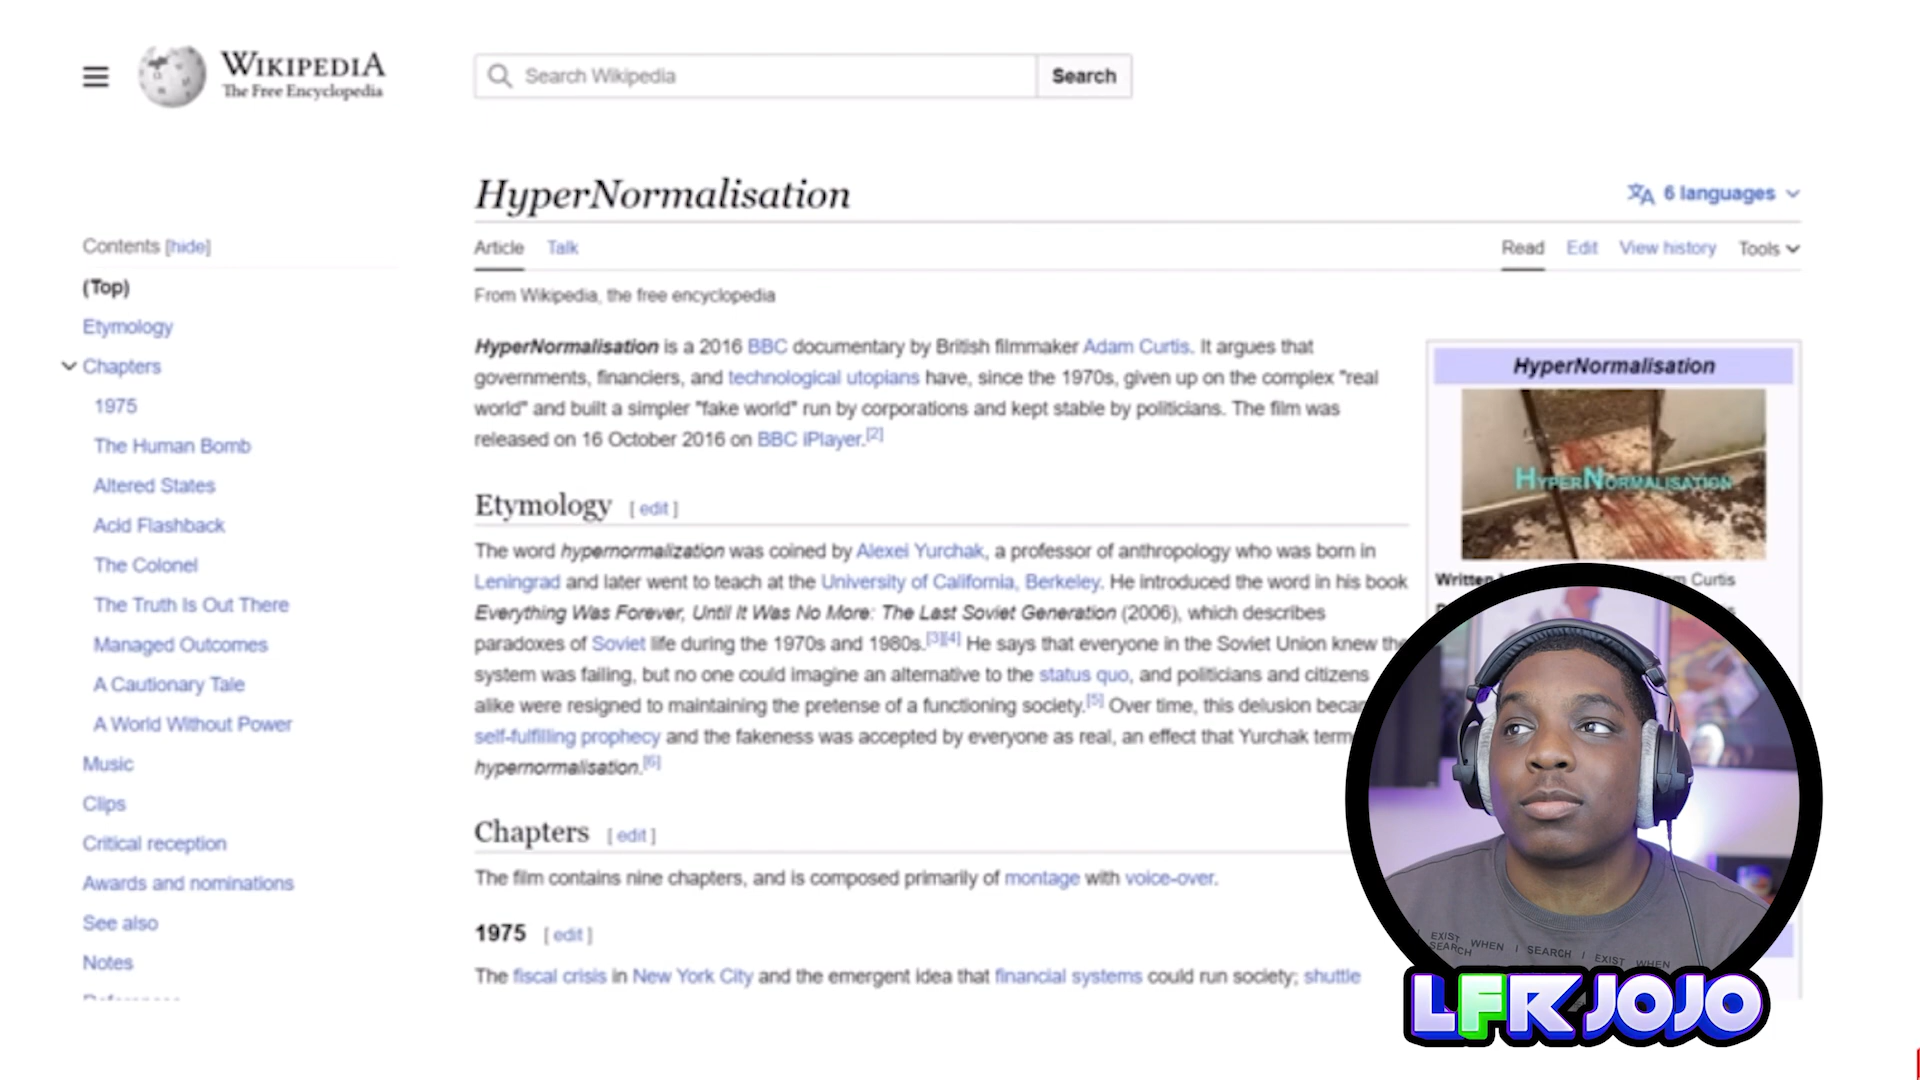 WIKIPEDIA
The Free Encyclopedia
Search Wikipedia
Search
HyperNormalisation
6 languages
Contents [hide]
(Top)
Etymology
Chapters
1975
The Human Bomb
Altered States
Acid Flashback
The Colonel
The Truth Is Out There
Managed Outcomes
A Cautionary Tale
A World Without Power
Music
Clips
Critical reception
Awards and nominations
See also
Notes
Article Talk
Read Edit View history Tools
From Wikipedia, the free encyclopedia
HyperNormalisation is a 2016 BBC documentary by British filmmaker Adam Curtis. It argues that
governments, financiers, and technological utopians have, since the 1970s, given up on the complex "real
world" and built a simpler "fake world" run by corporations and kept stable by politicians. The film was
released on 16 October 2016 on BBC iPlayer.[2]
Etymology [ edit ]
The word hypernormalization was coined by Alexei Yurchak, a professor of anthropology who was born in
Leningrad and later went to teach at the University of California, Berkeley. He introduced the word in his book
Everything Was Forever, Until It Was No More: The Last Soviet Generation (2006), which describes
paradoxes of Soviet life during the 1970s and 1980s.[3][4] He says that everyone in the Soviet Union knew the
system was failing, but no one could imagine an alternative to the status quo, and politicians and citizens
alike were resigned to maintaining the pretense of a functioning society.[5] Over time, this delusion
self-fulfilling prophecy and the fakeness was accepted by everyone as real, an effect that Yurchak
hypernormalisation.[6]
Chapters [ edit ]
The film contains nine chapters, and is composed primarily of montage with voice-over.
1975 [ edit ]
The fiscal crisis in New York City and the emergent idea that financial systems could run society; shuttle
HyperNormalisation
HYPERNORMALISATION
Written Curtis
I EXIST WHEN I SEARCH I EXIST WHEN
SEARCH
LFR JOJO